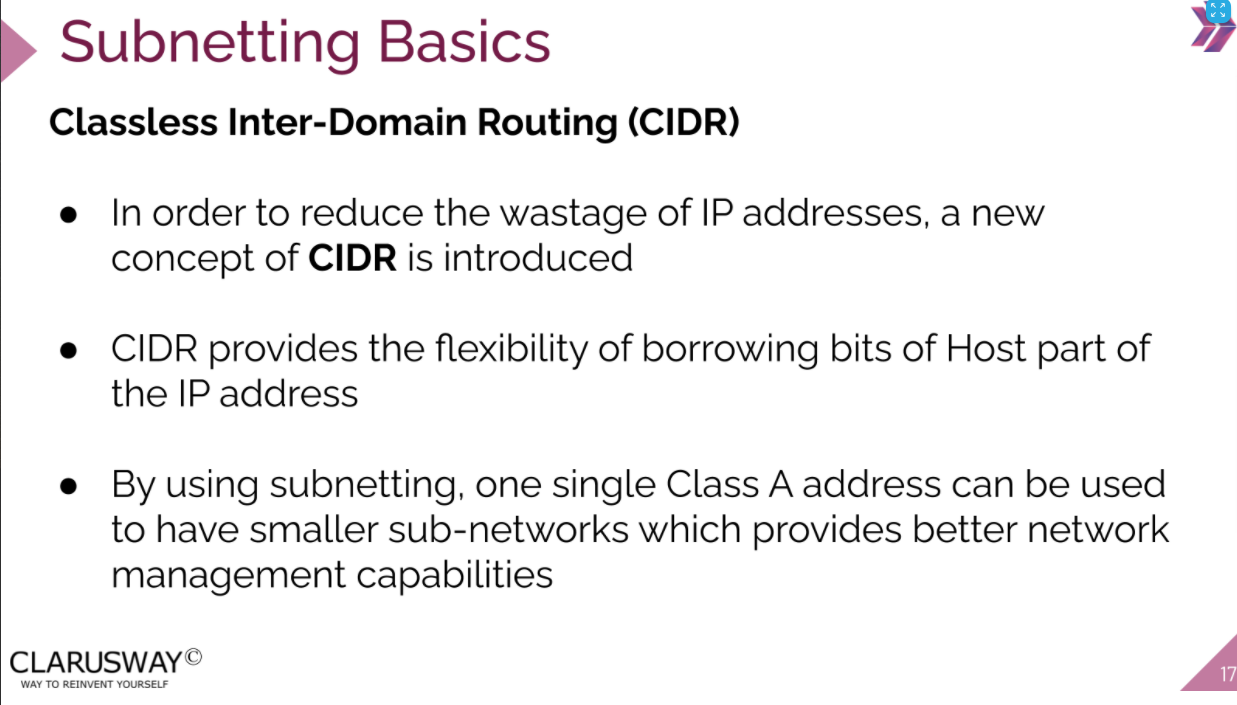 Subnetting Basics
Classless Inter-Domain Routing (CIDR)
● In order to reduce the wastage of IP addresses, a new
concept of CIDR is introduced
● CIDR provides the flexibility of borrowing bits of Host part of
the IP address
● By using subnetting, one single Class A address can be used
to have smaller sub-networks which provides better network
management capabilities
CLARUSWAY©
WAY TO REINVENT YOURSELF
17